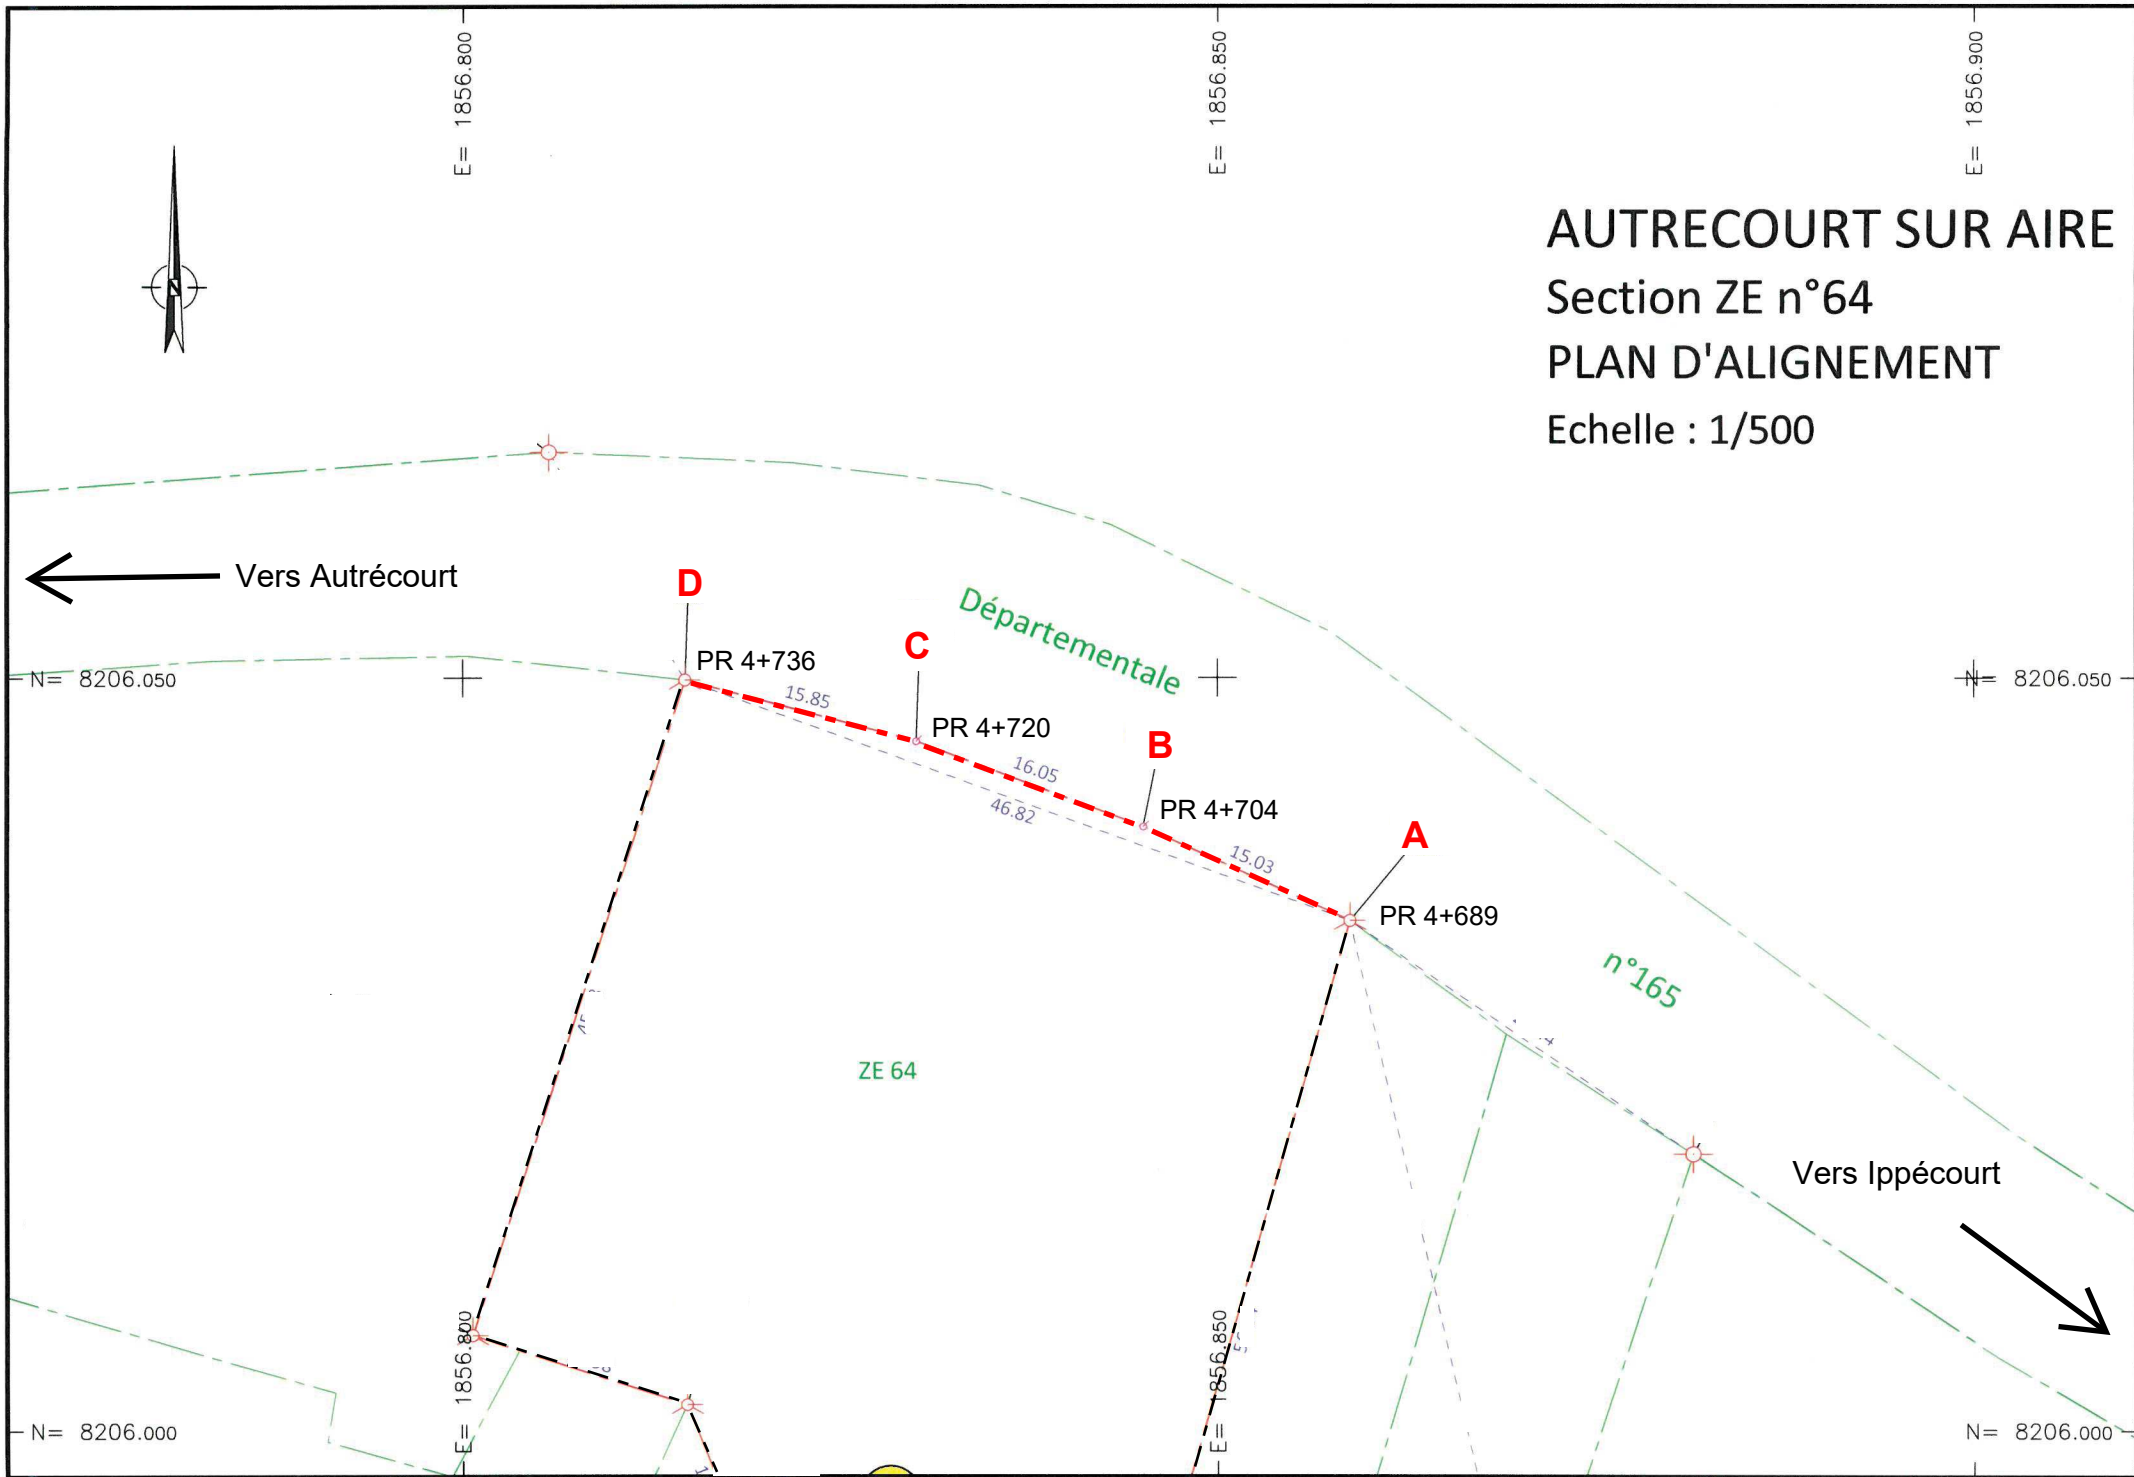 E= 1856.800
E= 1856.850
E= 1856.900
AUTRECOURT SUR AIRE
Section ZE n°64
PLAN D'ALIGNEMENT
Echelle : 1/500
N
Vers Autrécourt
D
Départementale
C
PR 4+736
N= 8206.050
N= 8206.050
15.85
PR 4+720
B
16.05
46.82
PR 4+704
A
15.03
PR 4+689
n°165
ZE 64
Vers Ippécourt
E= 1856.800
E= 1856.850
N= 8206.000
N= 8206.000